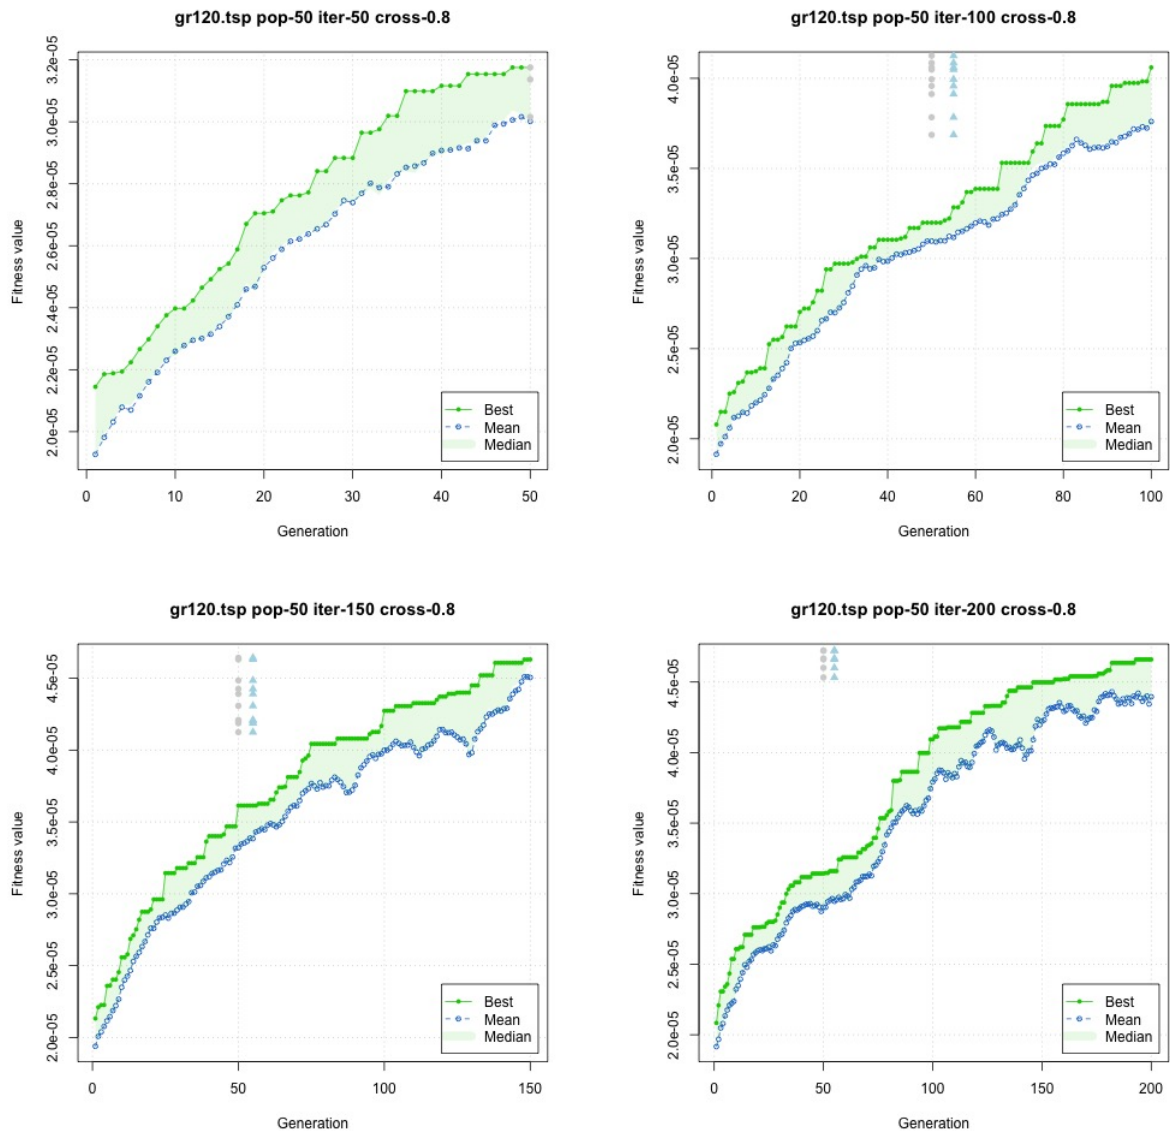 gr120.tsp pop-50 iter-50 cross-0.8
Fitness value
3.2e-05
3.0e-05
2.8e-05
2.6e-05
2.4e-05
2.2e-05
2.0e-05
Best
Mean
Median
0 10 20 30 40 50
Generation
gr120.tsp pop-50 iter-100 cross-0.8
Fitness value
4.0e-05
3.5e-05
3.0e-05
2.5e-05
2.0e-05
Best
Mean
Median
0 20 40 60 80 100
Generation
gr120.tsp pop-50 iter-150 cross-0.8
Fitness value
4.5e-05
4.0e-05
3.5e-05
3.0e-05
2.5e-05
2.0e-05
Best
Mean
Median
0 50 100 150
Generation
gr120.tsp pop-50 iter-200 cross-0.8
Fitness value
4.5e-05
4.0e-05
3.5e-05
3.0e-05
2.5e-05
2.0e-05
Best
Mean
Median
0 50 100 150 200
Generation